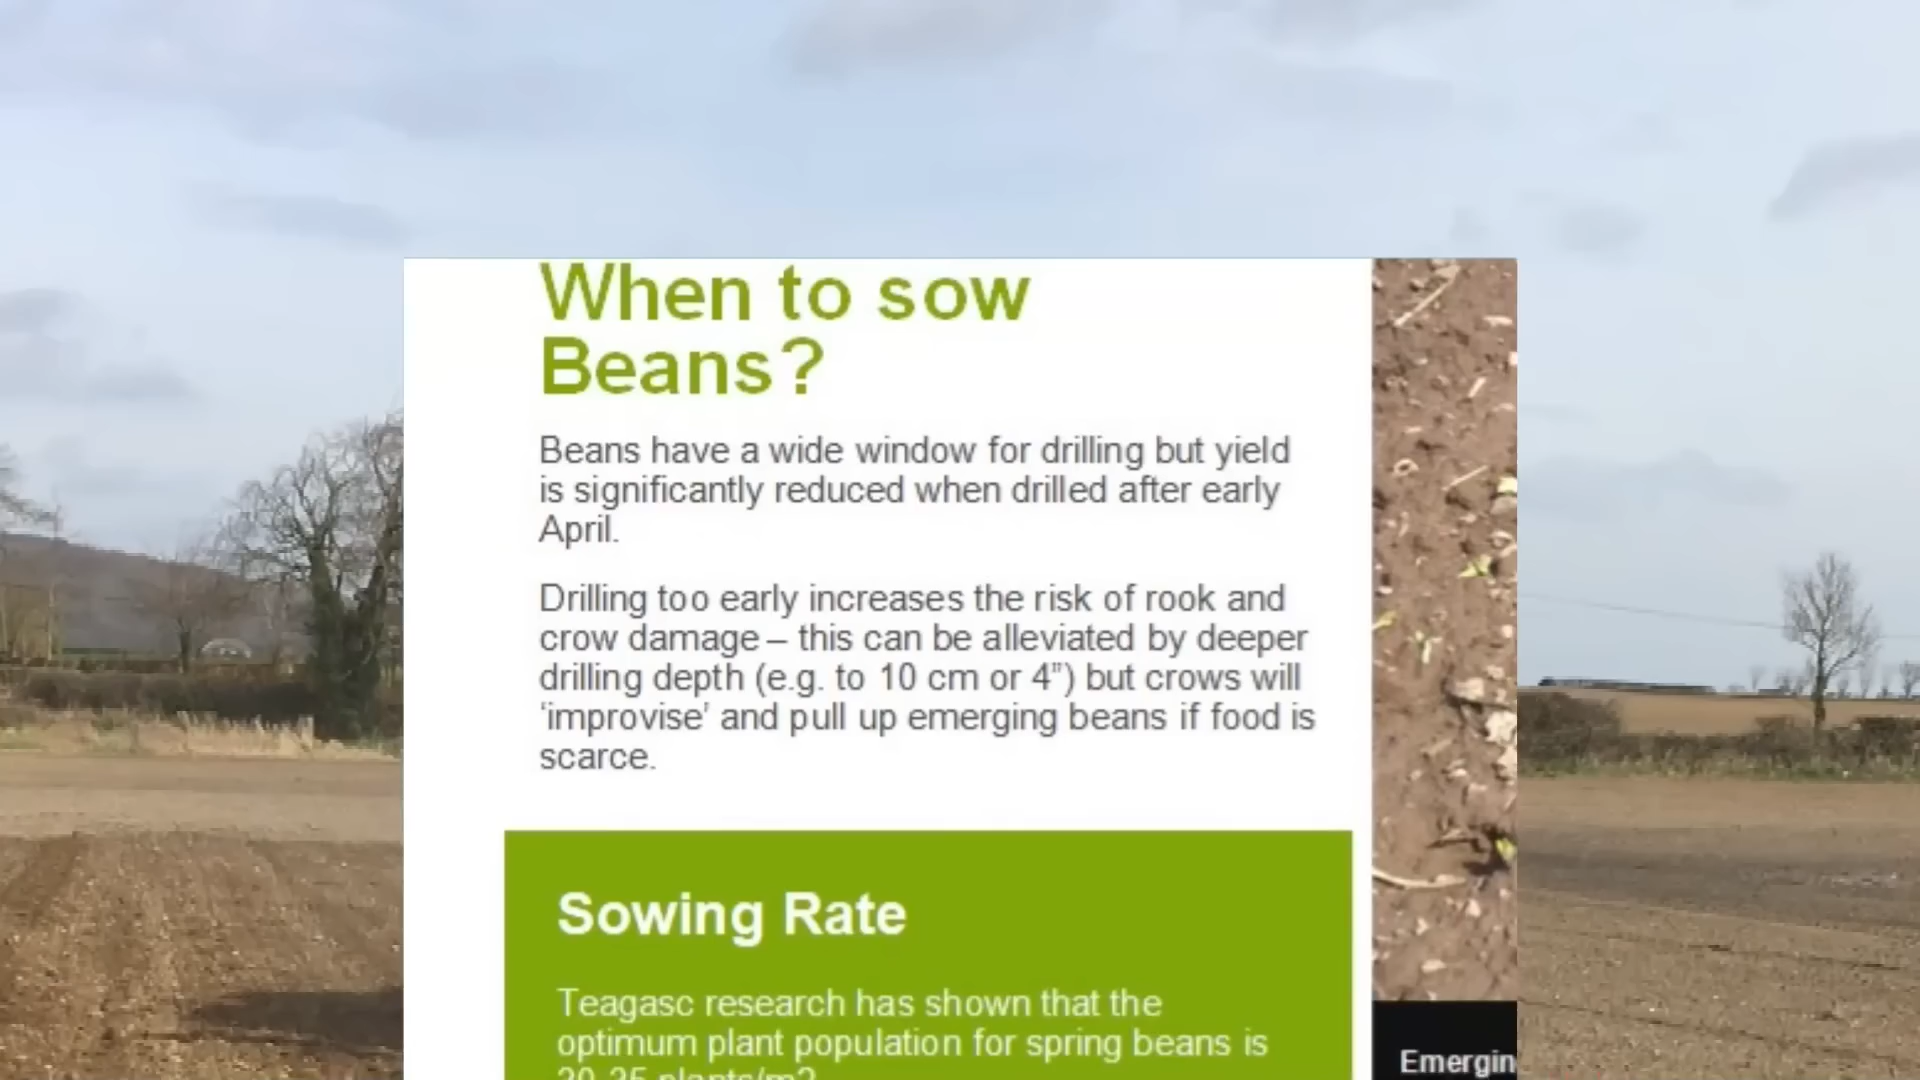 When to sow
Beans?
Beans have a wide window for drilling but yield
is significantly reduced when drilled after early
April.
Drilling too early increases the risk of rook and
crow damage – this can be alleviated by deeper
drilling depth (e.g. to 10 cm or 4”) but crows will
‘improvise’ and pull up emerging beans if food is
scarce.
Sowing Rate
Teagasc research has shown that the
optimum plant population for spring beans is